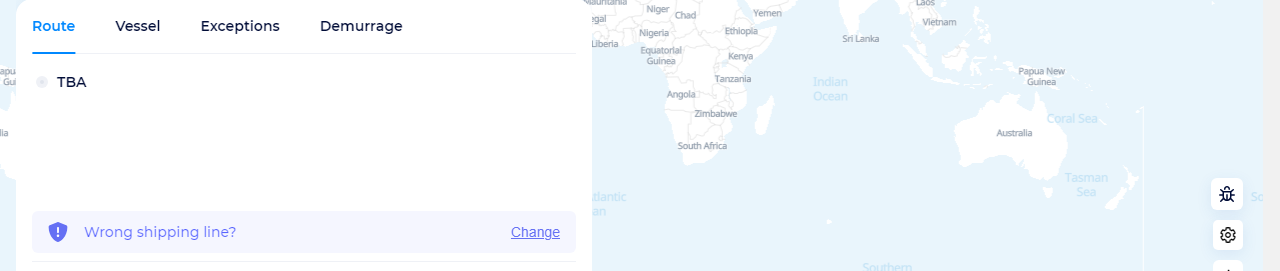 Route Vessel Exceptions Demurrage
TBA
Wrong shipping line? Change
Niger
Chad
Yemen
Nigeria
Ethiopia
Liberia
Equatorial
Guinea
Kenya
Tanzania
Angola
Zimbabwe
South Africa
Laos
Vietnam
Sri Lanka
Indian
Ocean
Papua New
Guinea
Coral Sea
Australia
Tasman
Sea
Southern